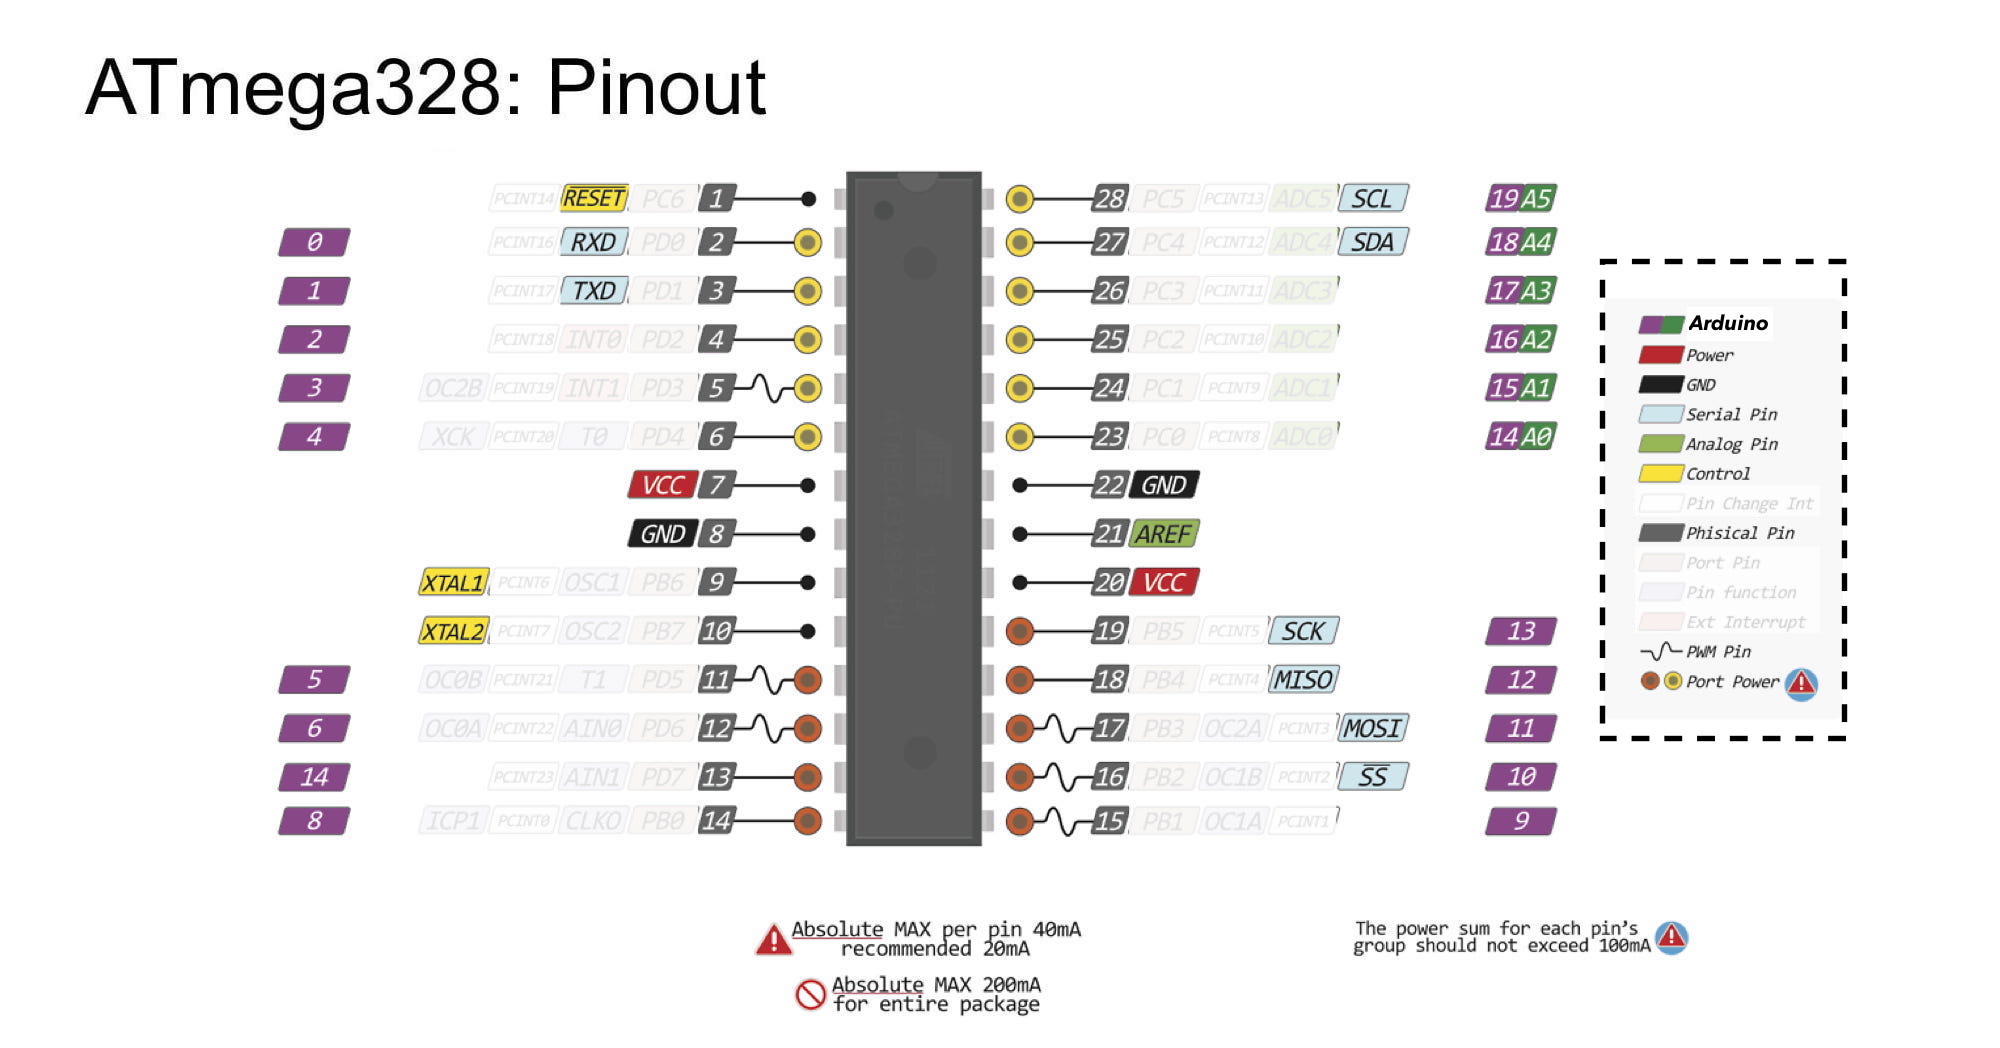 ATmega328: Pinout
PCINT14 RESET PC6 1
0 PCINT16 RXD PD0 2
1 PCINT17 TXD PD1 3
2 PCINT18 INT0 PD2 4
3 OC2B PCINT19 INT1 PD3 5
4 XCK PCINT20 T0 PD4 6
VCC 7
GND 8
XTAL1 PCINT6 OSC1 PB6 9
XTAL2 PCINT7 OSC2 PB7 10
5 OC0B PCINT21 T1 PD5 11
6 OC0A PCINT22 AIN0 PD6 12
14 PCINT23 AIN1 PD7 13
8 ICP1 PCINT0 CLKO PB0 14
28 PC5 PCINT13 ADC5 SCL 19 A5
27 PC4 PCINT12 ADC4 SDA 18 A4
26 PC3 PCINT11 ADC3 17 A3
25 PC2 PCINT10 ADC2 16 A2
24 PC1 PCINT9 ADC1 15 A1
23 PC0 PCINT8 ADC0 14 A0
22 GND
21 AREF
20 VCC
19 PB5 PCINT5 SCK 13
18 PB4 PCINT4 MISO 12
17 PB3 OC2A PCINT3 MOSI 11
16 PB2 OC1B PCINT2 SS 10
15 PB1 OC1A PCINT1 9
Arduino
Power
GND
Serial Pin
Analog Pin
Control
Pin Change Int
Phisical Pin
Port Pin
Pin function
Ext Interrupt
PWM Pin
Port Power
Absolute MAX per pin 40mA
recommended 20mA
Absolute MAX 200mA
for entire package
The power sum for each pin's
group should not exceed 100mA